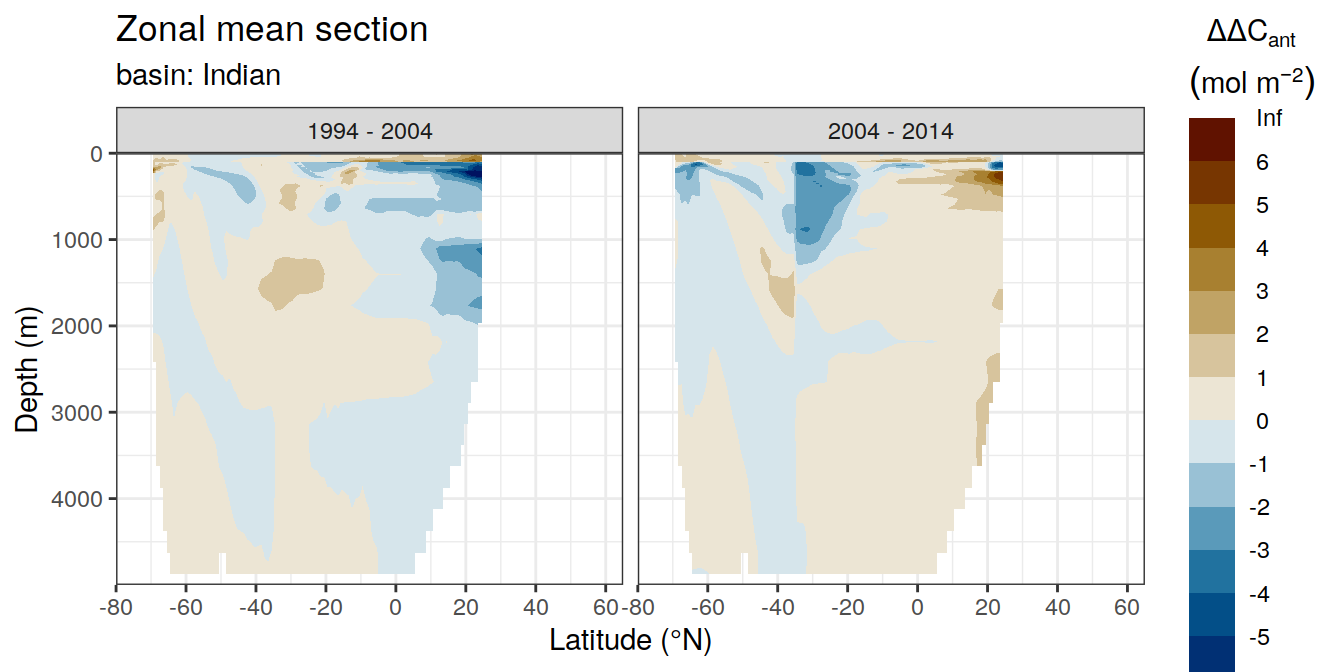 Zonal mean section
basin: Indian
ΔΔCant
(mol m⁻²)
1994 - 2004
2004 - 2014
Inf
6
5
4
3
2
1
0
-1
-2
-3
-4
-5
Depth (m)
0
1000
2000
3000
4000
-80 -60 -40 -20 0 20 40 60
-80 -60 -40 -20 0 20 40 60
Latitude (°N)